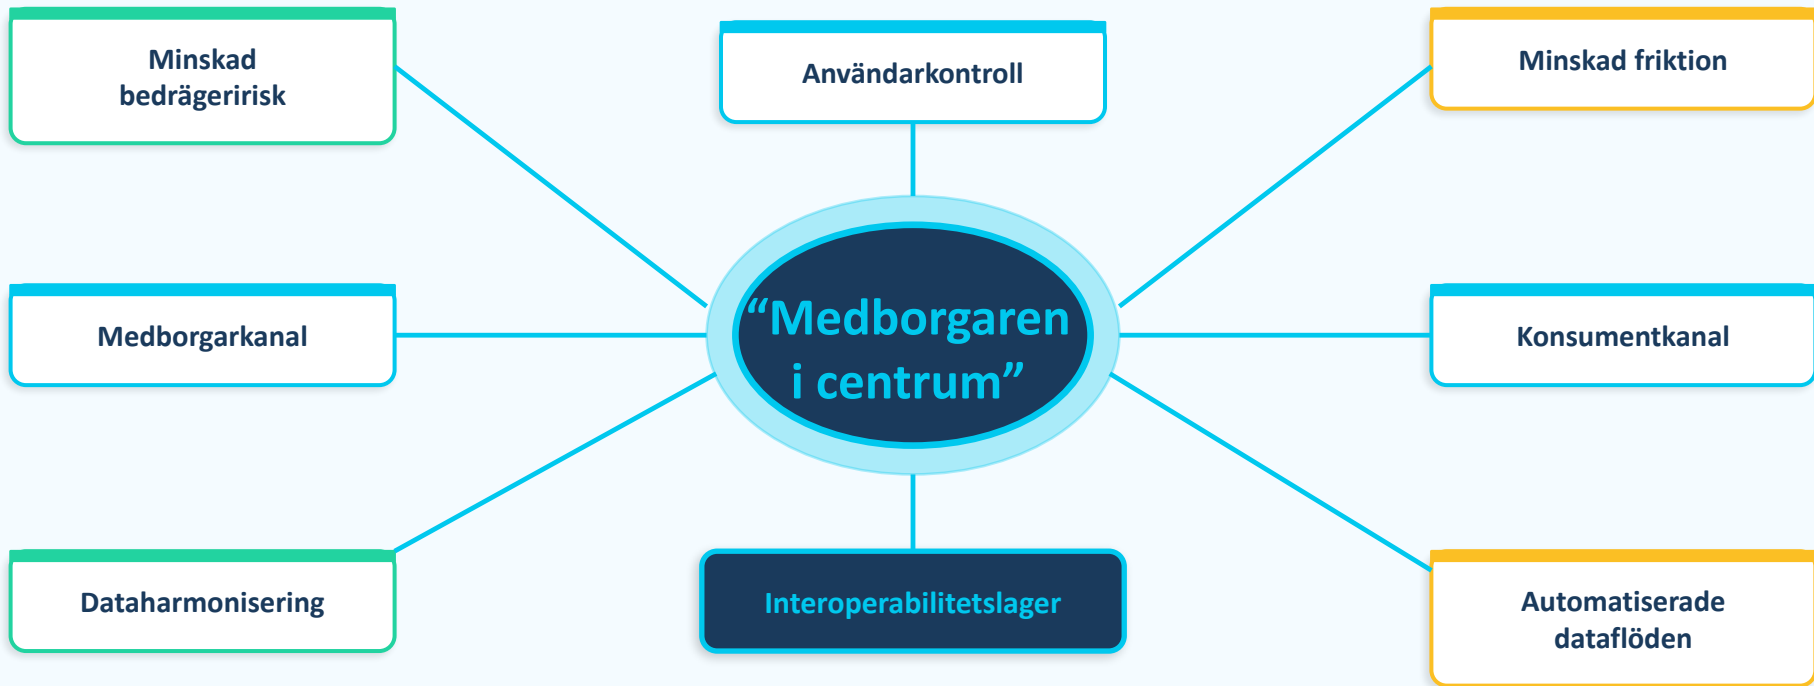 Minskad
bedrägeririsk
Användarkontroll
Minskad friktion
Medborgarkanal
“Medborgaren
i centrum”
Konsumentkanal
Dataharmonisering
Interoperabilitetslager
Automatiserade
dataflöden